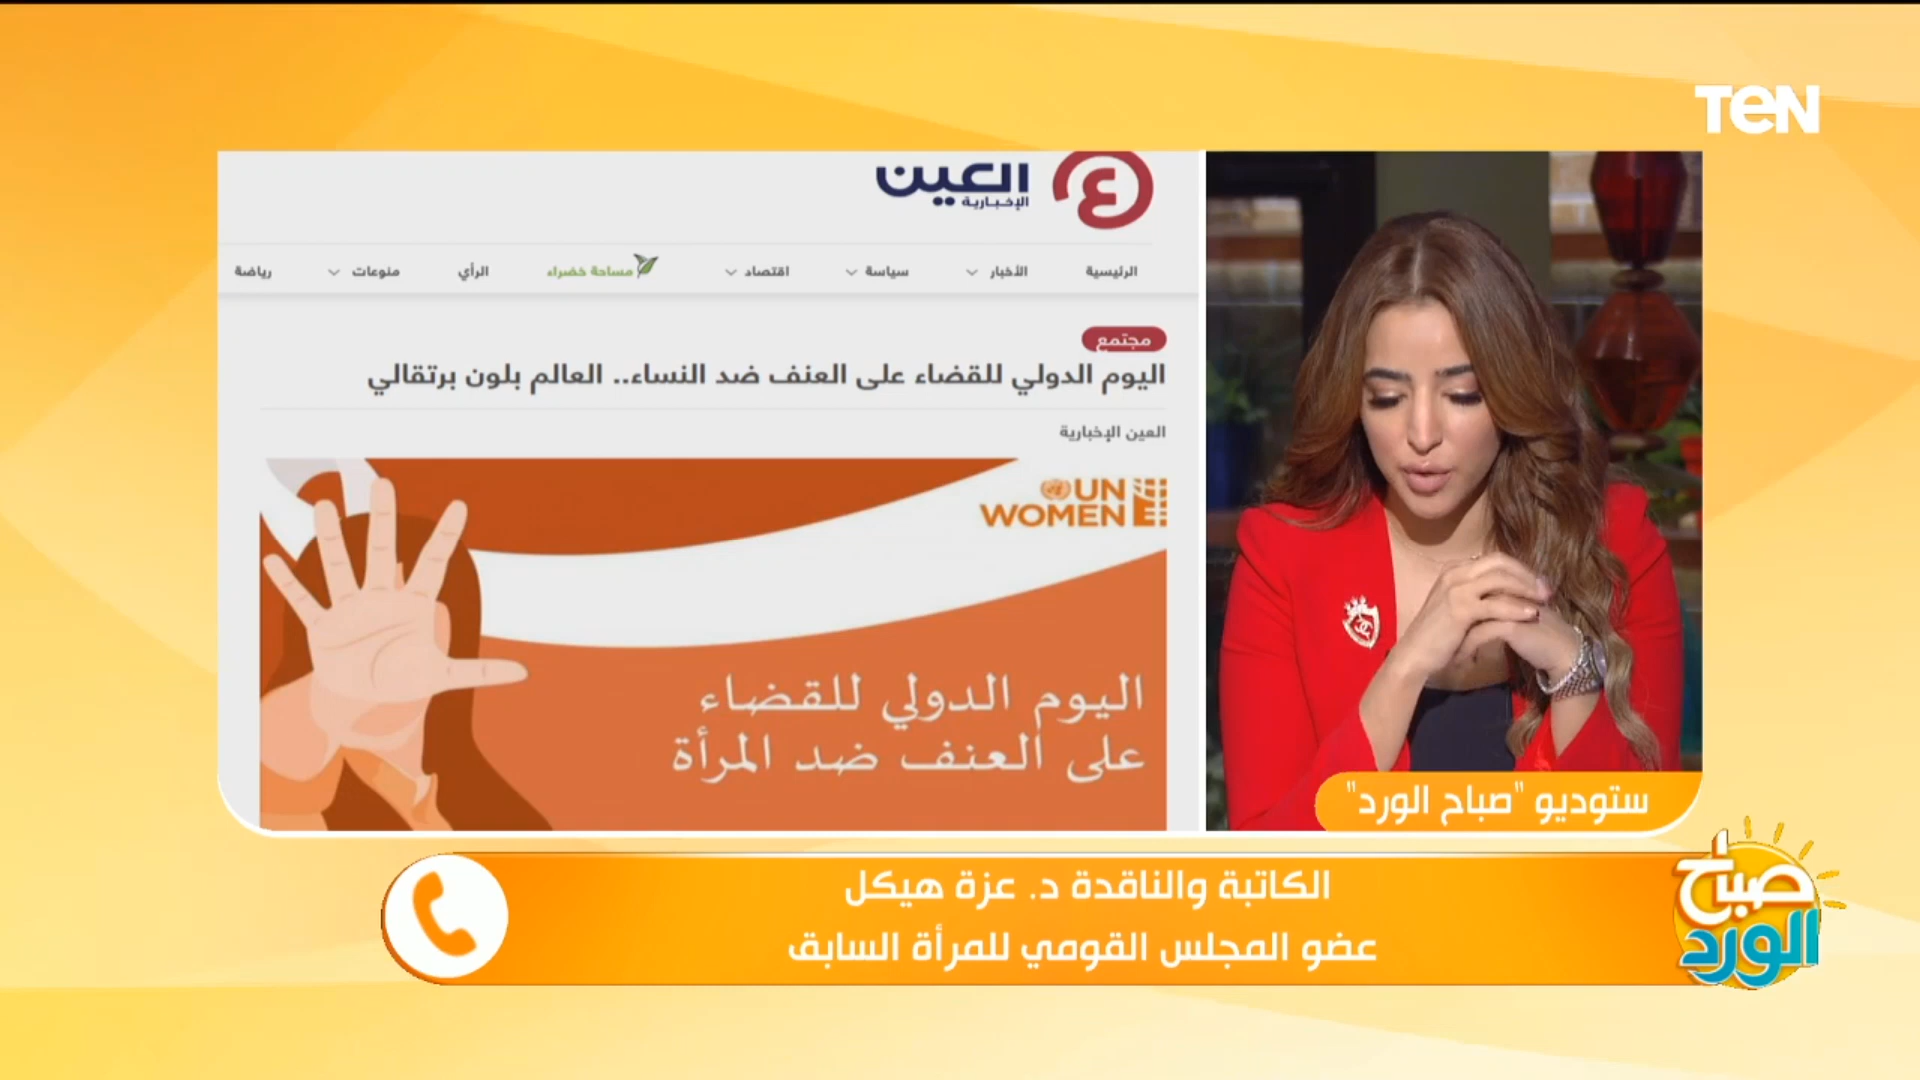 TEN
العين
الإخبارية
الرئيسية الأخبار سياسة اقتصاد مساحة خضراء الرأي منوعات رياضة
مجتمع
اليوم الدولي للقضاء على العنف ضد النساء.. العالم بلون برتقالي
العين الإخبارية
UN
WOMEN
اليوم الدولي للقضاء
على العنف ضد المرأة
ستوديو "صباح الورد"
الكاتبة والناقدة د. عزة هيكل
عضو المجلس القومي للمرأة السابق
صباح
الورد